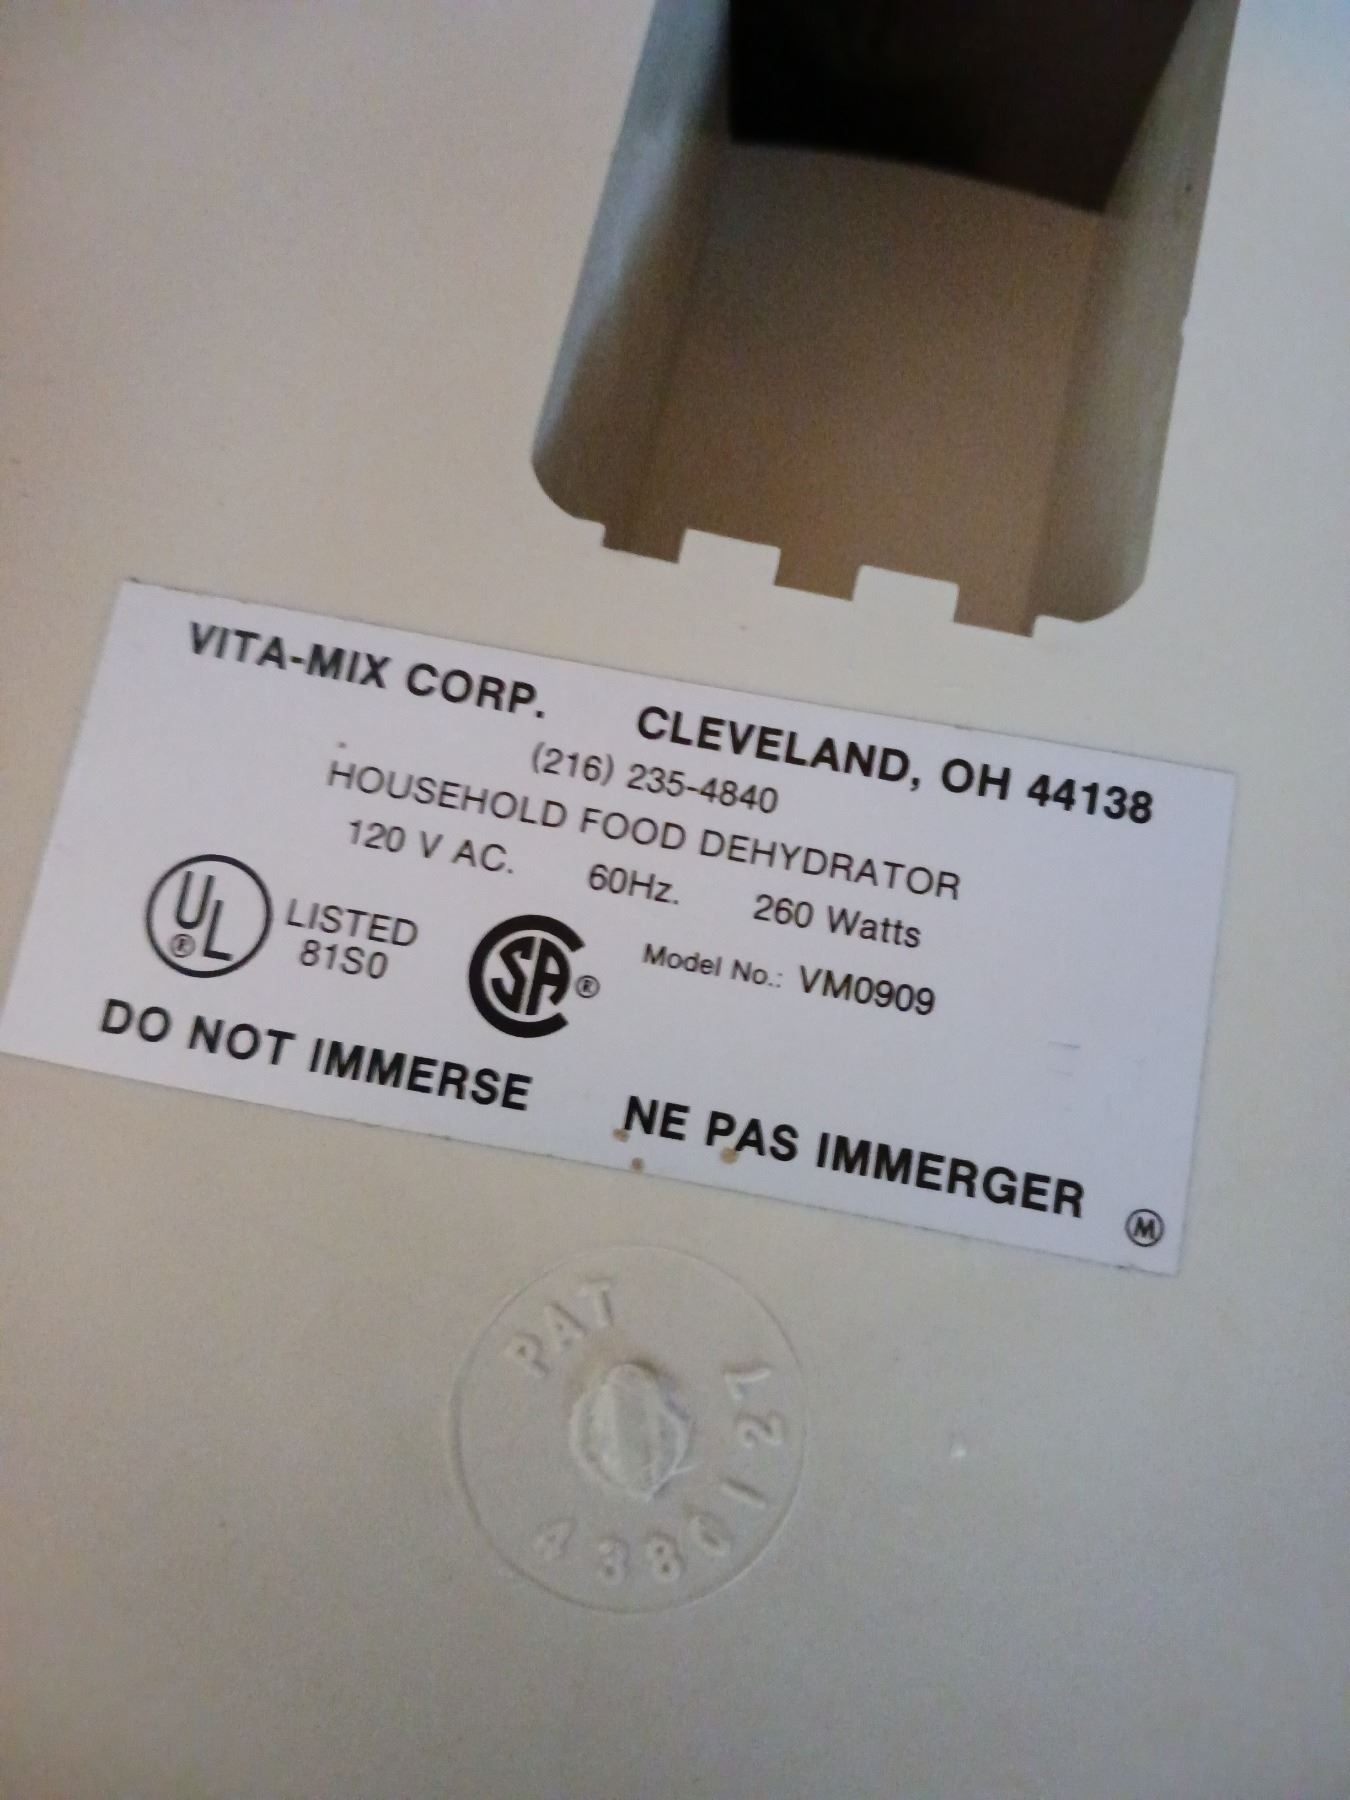 VITA-MIX CORP. CLEVELAND, OH 44138
(216) 235-4840
HOUSEHOLD FOOD DEHYDRATOR
120 V AC. 60Hz. 260 Watts
UL ® LISTED
81S0
SA ® Model No.: VM0909
DO NOT IMMERSE NE PAS IMMERGER
M
PAT
4380127